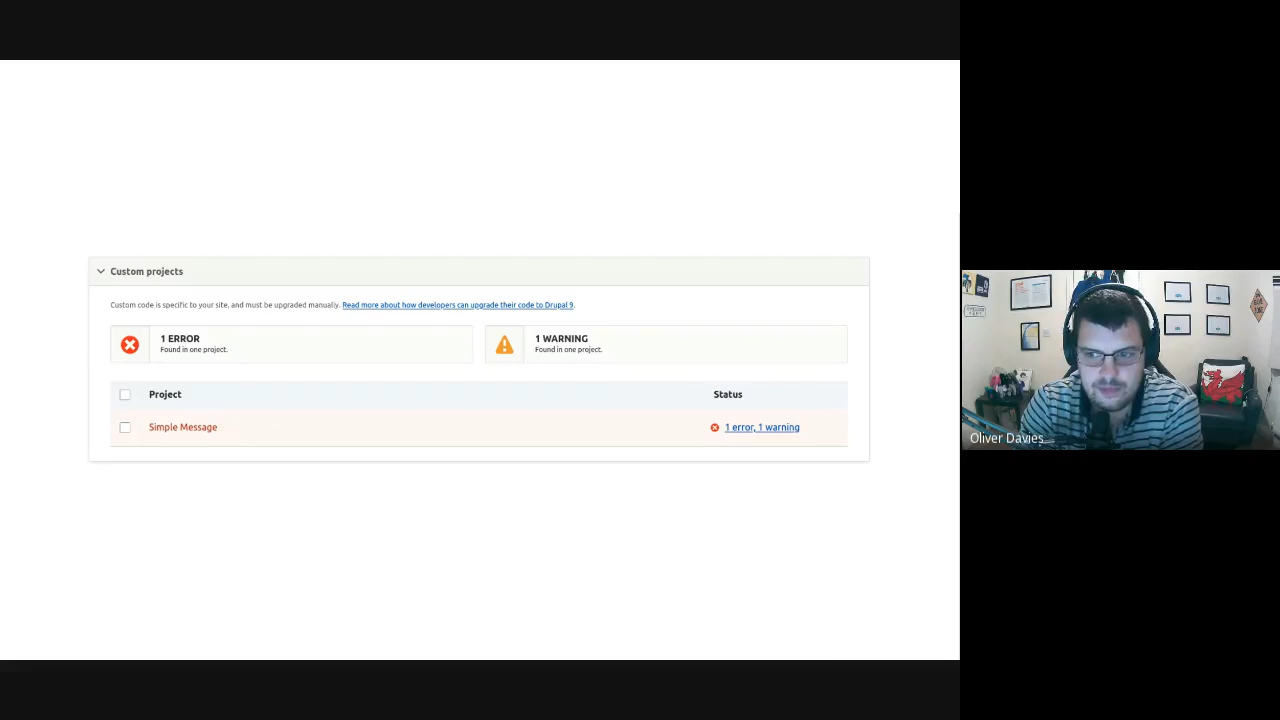 Custom projects
Custom code is specific to your site, and must be upgraded manually. Read more about how developers can upgrade their code to Drupal 9.
1 ERROR
Found in one project.
1 WARNING
Found in one project.
Project Status
Simple Message 1 error, 1 warning
Oliver Davies